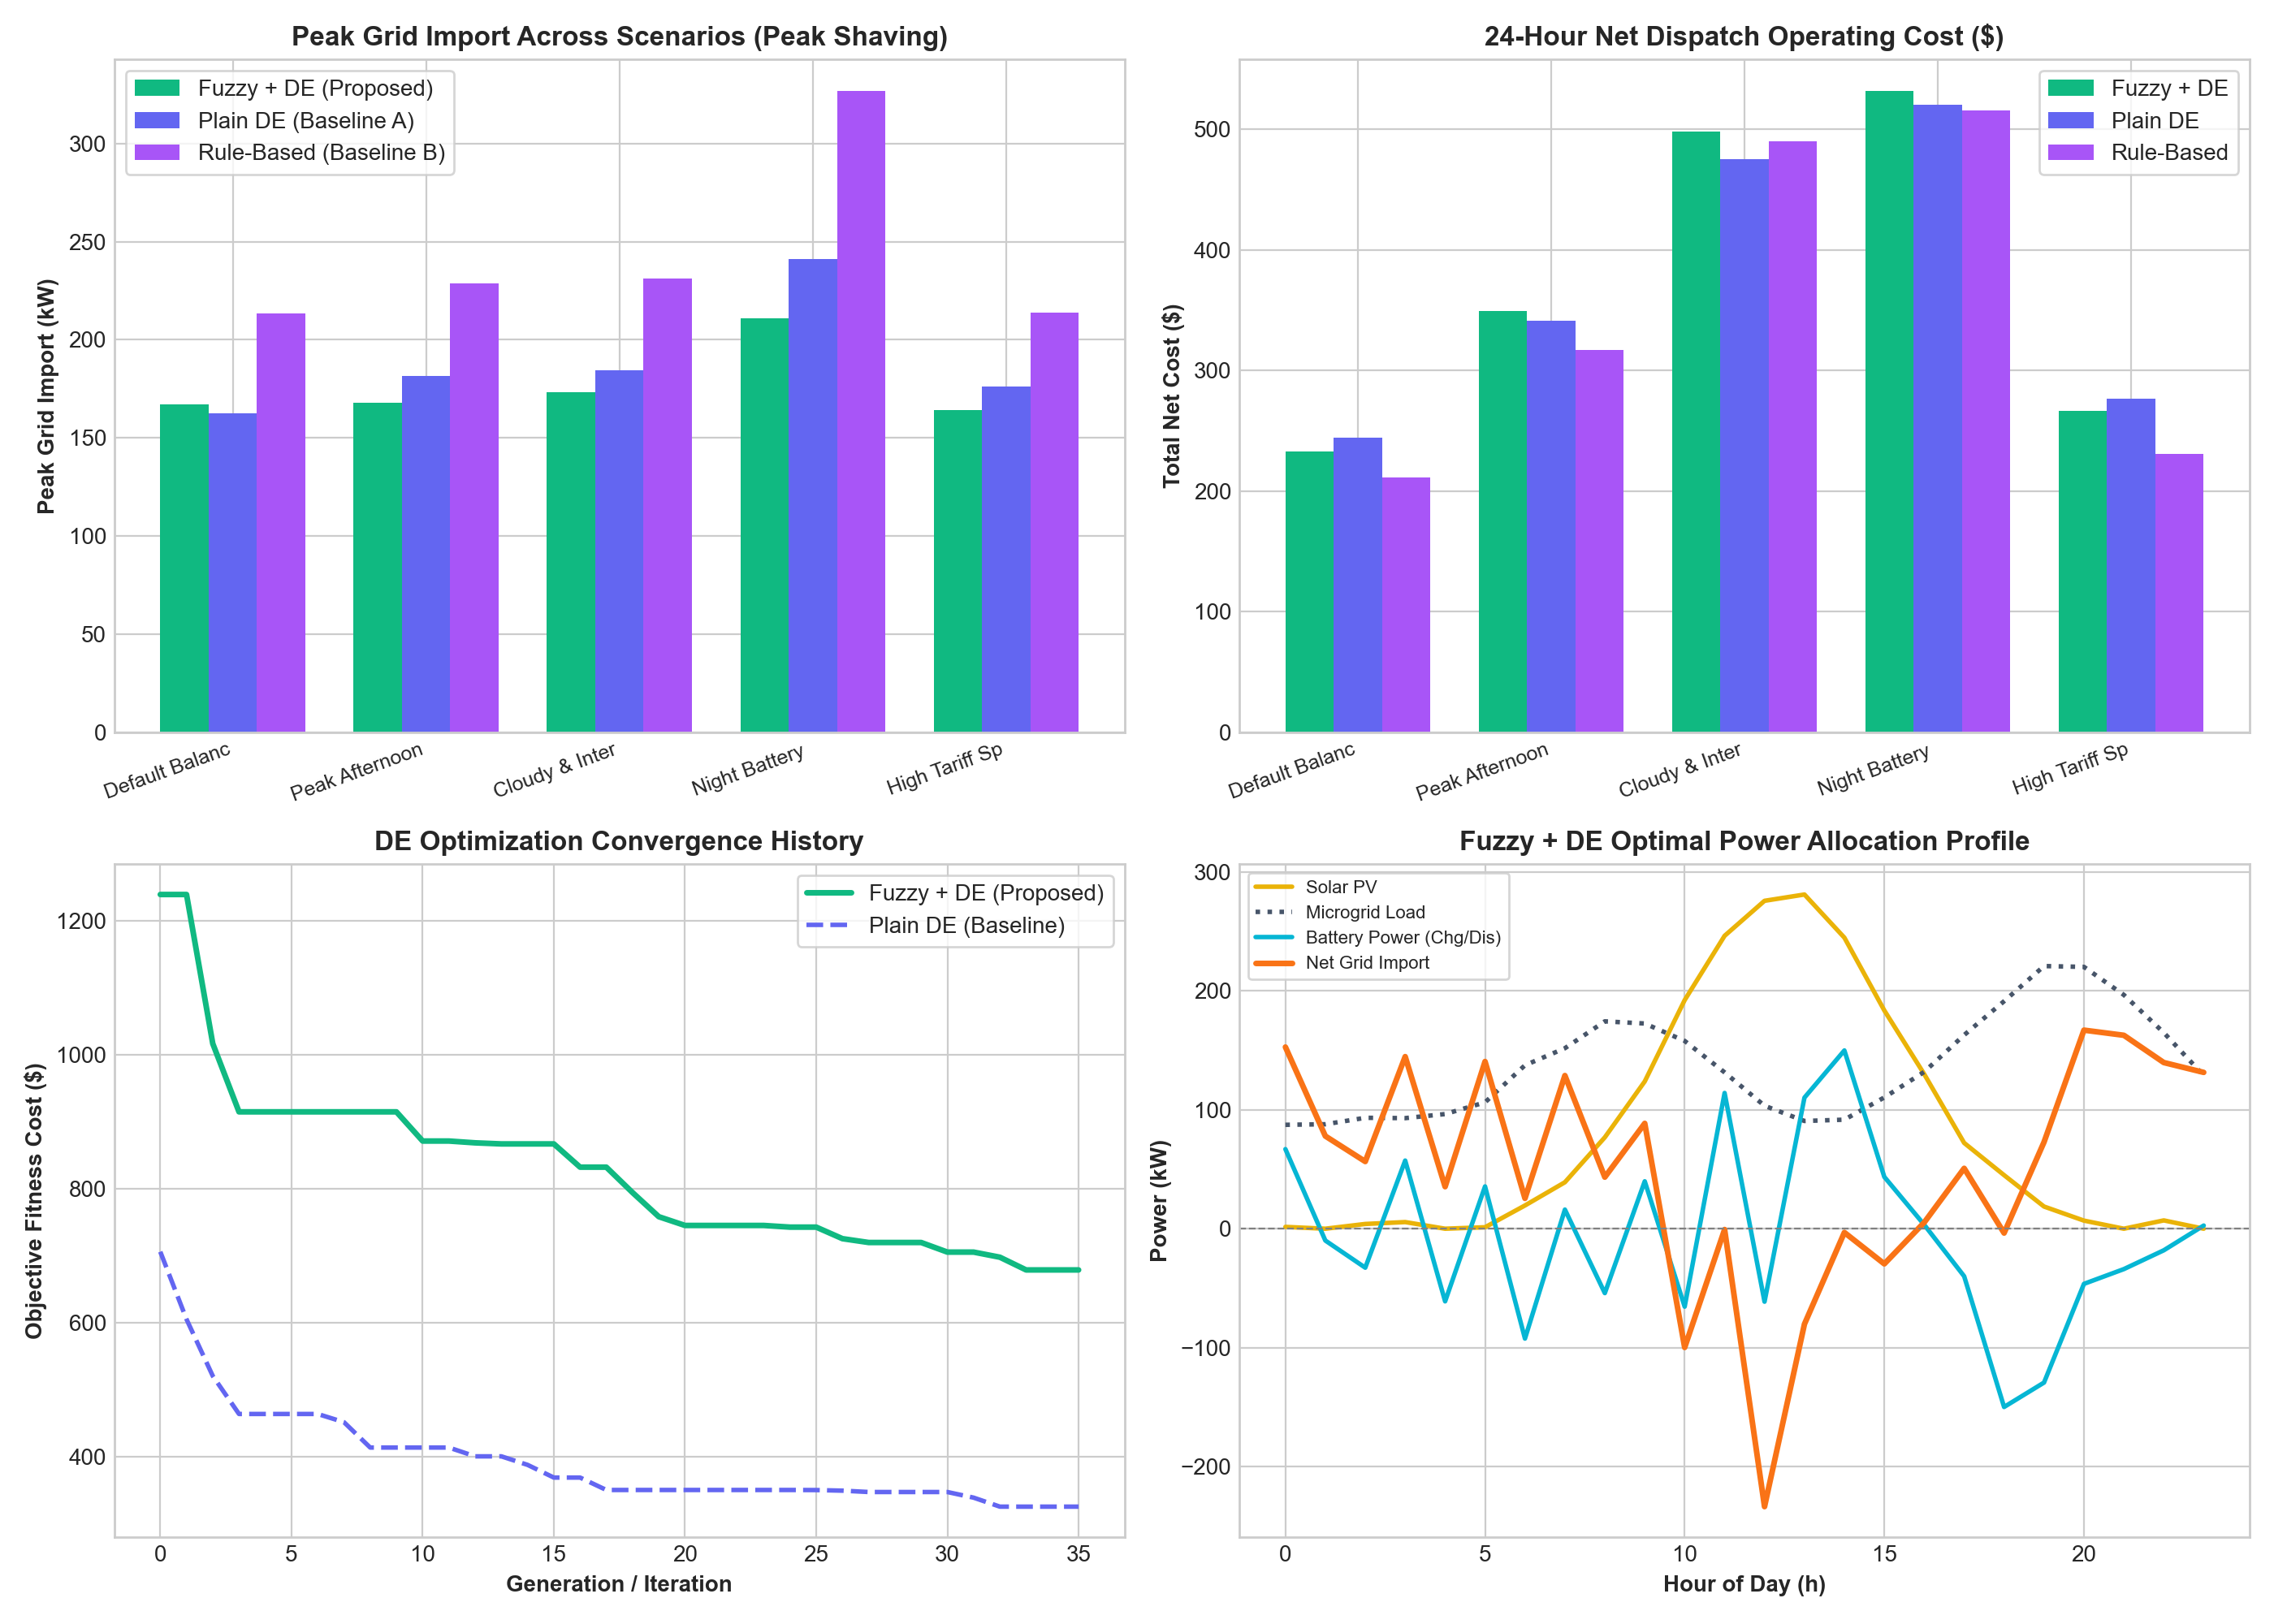 Peak Grid Import Across Scenarios (Peak Shaving)
Fuzzy + DE (Proposed)
Plain DE (Baseline A)
Rule-Based (Baseline B)
Peak Grid Import (kW)
300
250
200
150
100
50
0
Default Balanc
Peak Afternoon
Cloudy & Inter
Night Battery
High Tariff Sp
24-Hour Net Dispatch Operating Cost ($)
Fuzzy + DE
Plain DE
Rule-Based
Total Net Cost ($)
500
400
300
200
100
0
Default Balanc
Peak Afternoon
Cloudy & Inter
Night Battery
High Tariff Sp
DE Optimization Convergence History
Fuzzy + DE (Proposed)
Plain DE (Baseline)
Objective Fitness Cost ($)
1200
1000
800
600
400
0 5 10 15 20 25 30 35
Generation / Iteration
Fuzzy + DE Optimal Power Allocation Profile
Solar PV
Microgrid Load
Battery Power (Chg/Dis)
Net Grid Import
Power (kW)
300
200
100
0
−100
−200
0 5 10 15 20
Hour of Day (h)